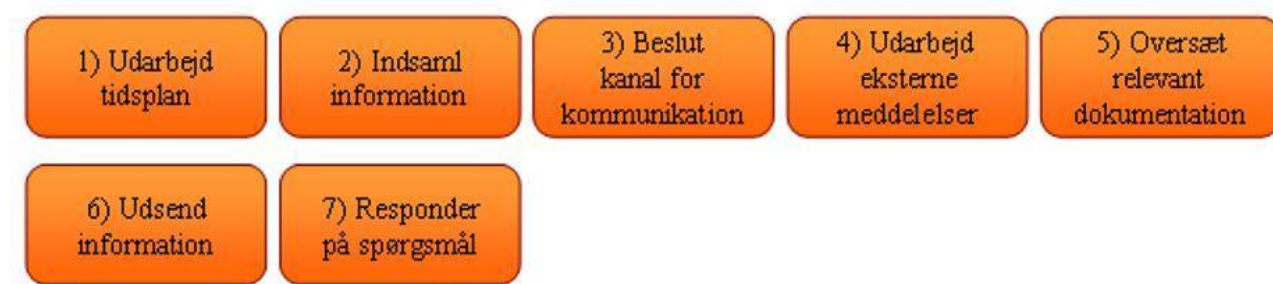 1) Udarbejd
tidsplan
2) Indsaml
information
3) Beslut
kanal for
kommunikation
4) Udarbejd
eksterne
meddelelser
5) Oversæt
relevant
dokumentation
6) Udsend
information
7) Responder
på spørgsmål